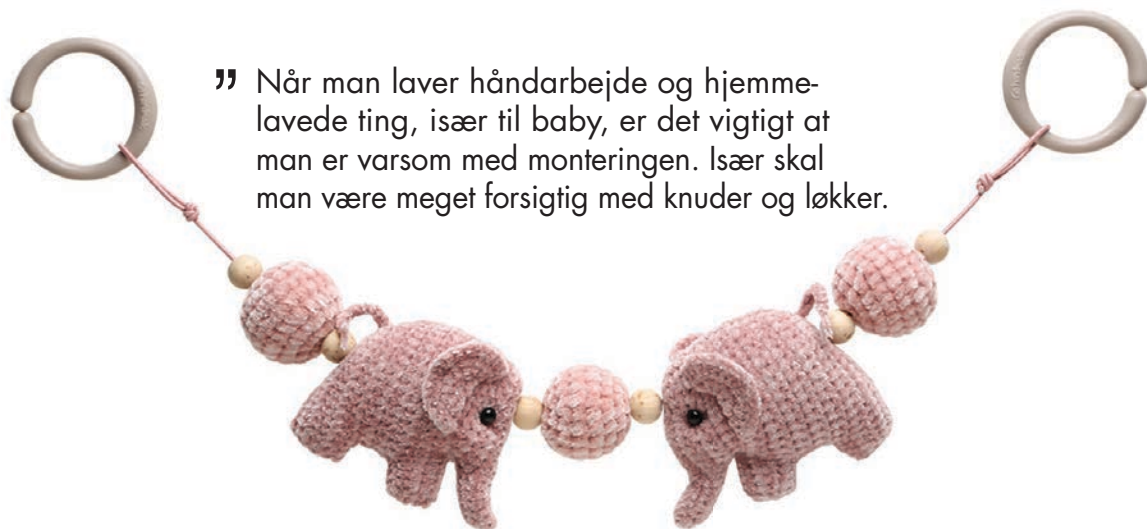 ” Når man laver håndarbejde og hjemme-
lavede ting, især til baby, er det vigtigt at
man er varsom med monteringen. Især skal
man være meget forsigtig med knuder og løkker.